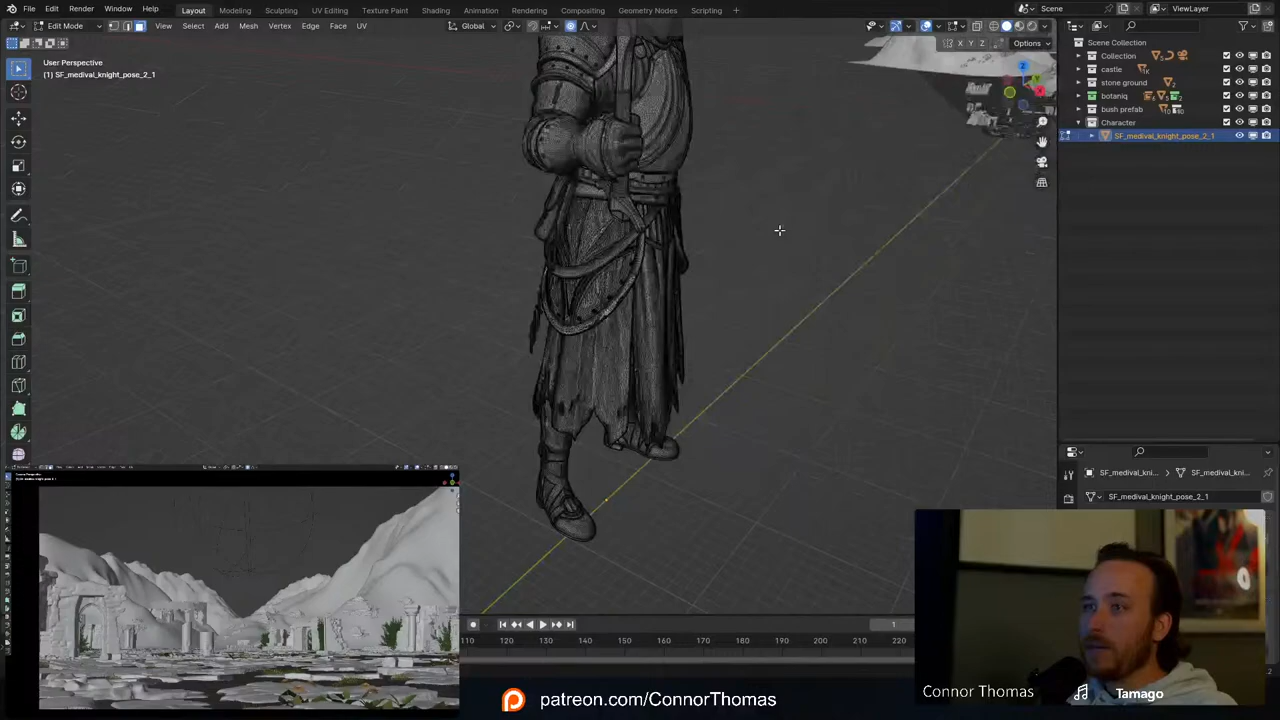 File Edit Render Window Help Layout Modeling Sculpting UV Editing Texture Paint Shading Animation Rendering Compositing Geometry Nodes Scripting Scene ViewLayer
Edit Mode View Select Add Mesh Vertex Edge Face UV Global
X Y Z Options
User Perspective
(1) SF_medival_knight_pose_2_1
Scene Collection
Collection
castle
stone ground
botaniq
bush prefab
Character
SF_medival_knight_pose_2_1
SF_medival_kni... SF_medival_kni...
SF_medival_knight_pose_2_1
1
110 120 130 140 150 160 170 180 190 200 210 220
patreon.com/ConnorThomas
Connor Thomas
Tamago